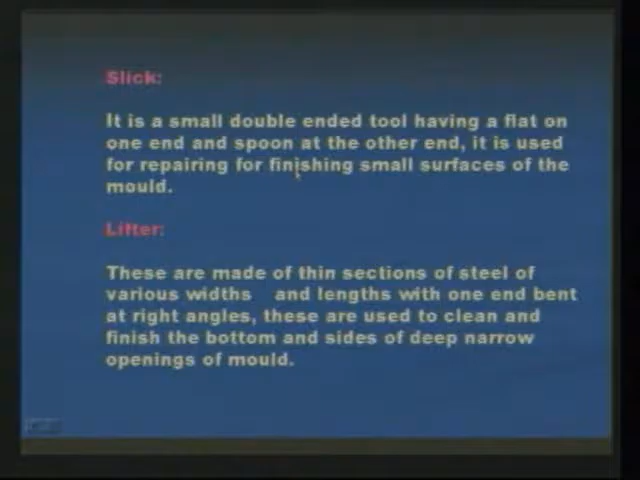 Slick:
It is a small double ended tool having a flat on
one end and spoon at the other end, it is used
for repairing for finishing small surfaces of the
mould.
Lifter:
These are made of thin sections of steel of
various widths and lengths with one end bent
at right angles, these are used to clean and
finish the bottom and sides of deep narrow
openings of mould.